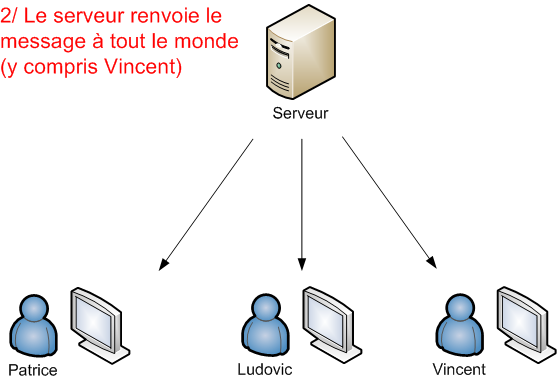 2/ Le serveur renvoie le
message à tout le monde
(y compris Vincent)
Serveur
Patrice
Ludovic
Vincent